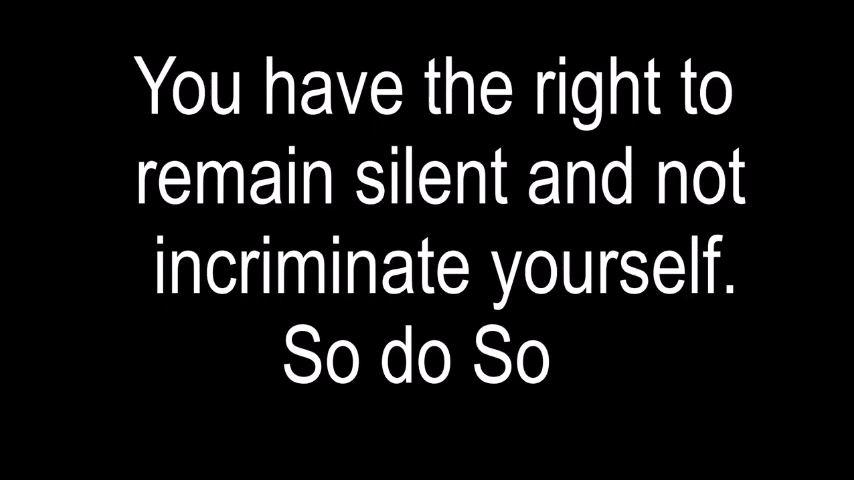 You have the right to
remain silent and not
incriminate yourself.
So do So